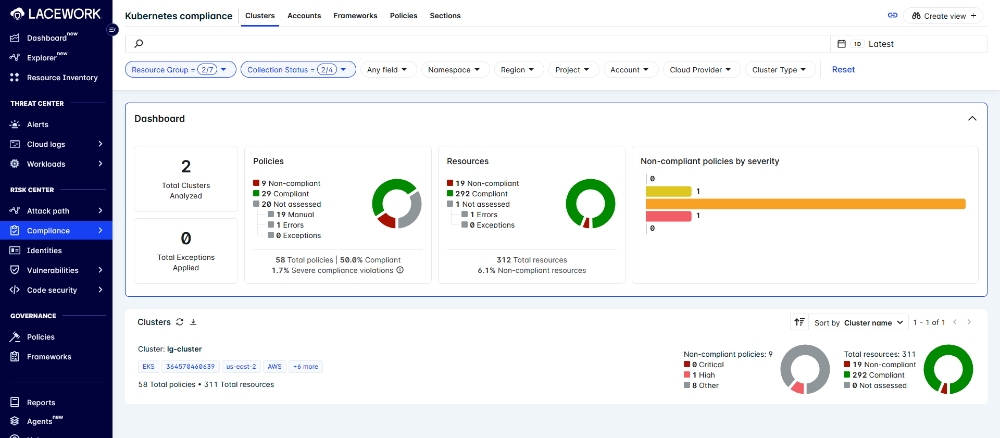 LACEWORK
Dashboard new
Explorer new
Resource Inventory
THREAT CENTER
Alerts
Cloud logs
Workloads
RISK CENTER
Attack path
Compliance
Identities
Vulnerabilities
Code security
GOVERNANCE
Policies
Frameworks
Reports
Agents new
Kubernetes compliance
Clusters Accounts Frameworks Policies Sections
Create view +
1D Latest
Resource Group = 2/7
Collection Status = 2/4
Any field
Namespace
Region
Project
Account
Cloud Provider
Cluster Type
Reset
Dashboard
2
Total Clusters
Analyzed
0
Total Exceptions
Applied
Policies
9 Non-compliant
29 Compliant
20 Not assessed
19 Manual
1 Errors
0 Exceptions
58 Total policies | 50.0% Compliant
1.7% Severe compliance violations
Resources
19 Non-compliant
292 Compliant
1 Not assessed
1 Errors
0 Exceptions
312 Total resources
6.1% Non-compliant resources
Non-compliant policies by severity
0
1
1
0
Clusters
Sort by Cluster name
1 - 1 of 1
Cluster: lg-cluster
EKS 364570460639 us-east-2 AWS +6 more
58 Total policies • 311 Total resources
Non-compliant policies: 9
0 Critical
1 High
8 Other
Total resources: 311
19 Non-compliant
292 Compliant
0 Not assessed